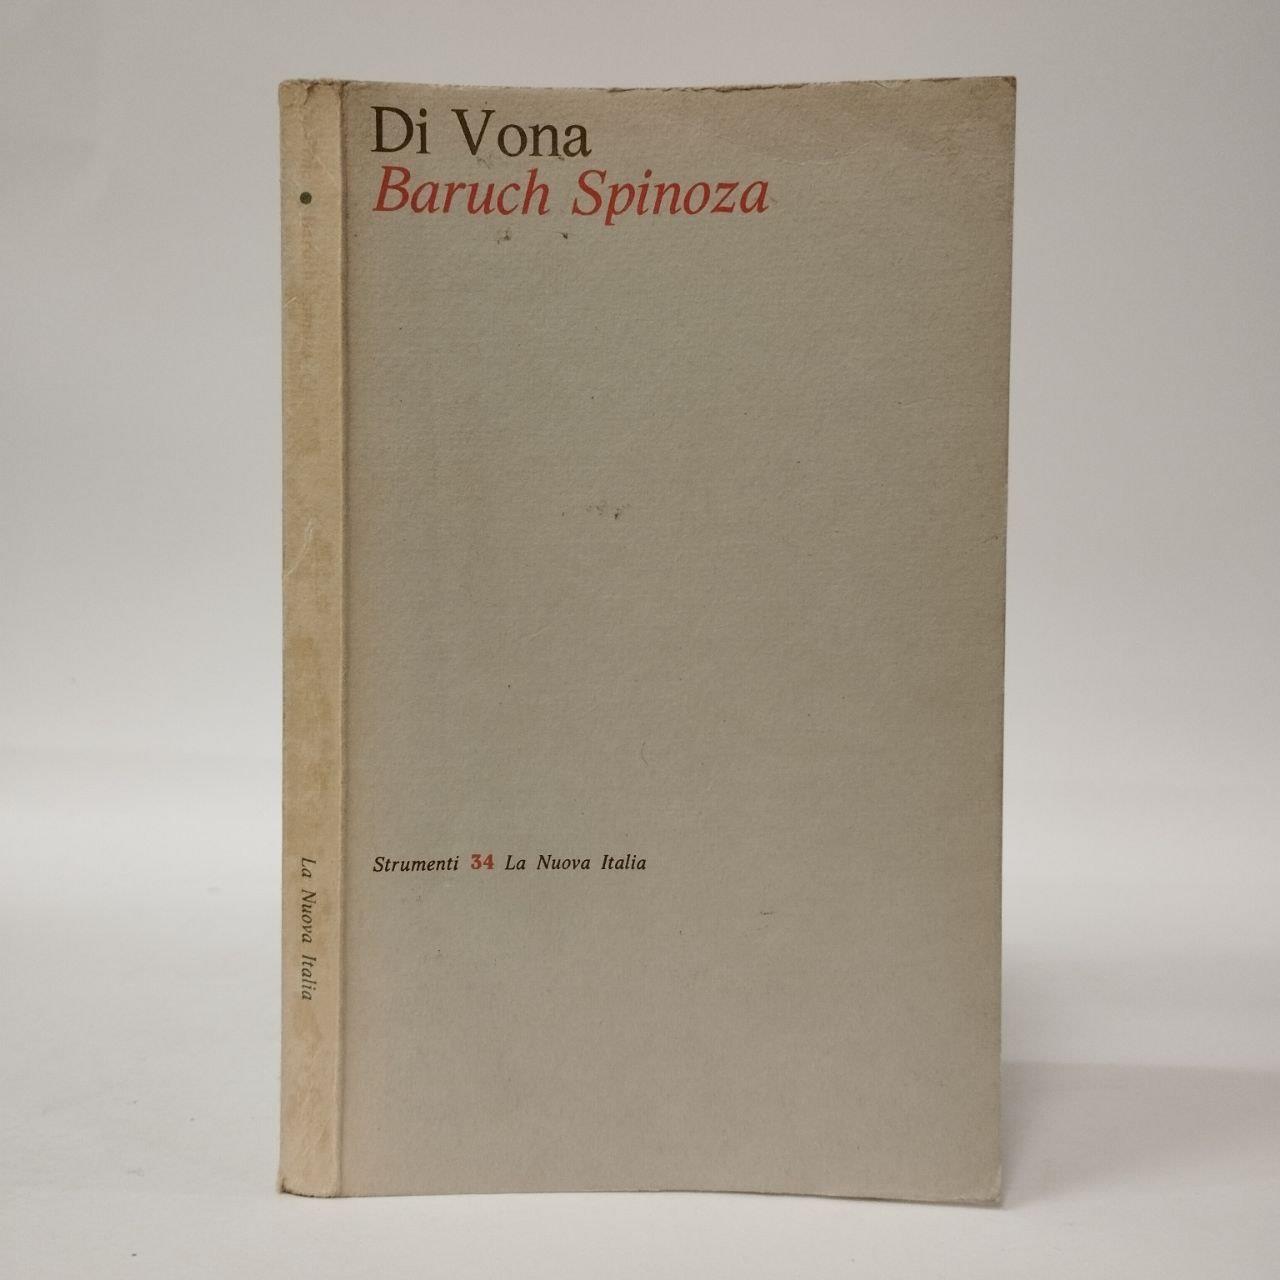 Di Vona
Baruch Spinoza
Strumenti 34 La Nuova Italia
La Nuova Italia